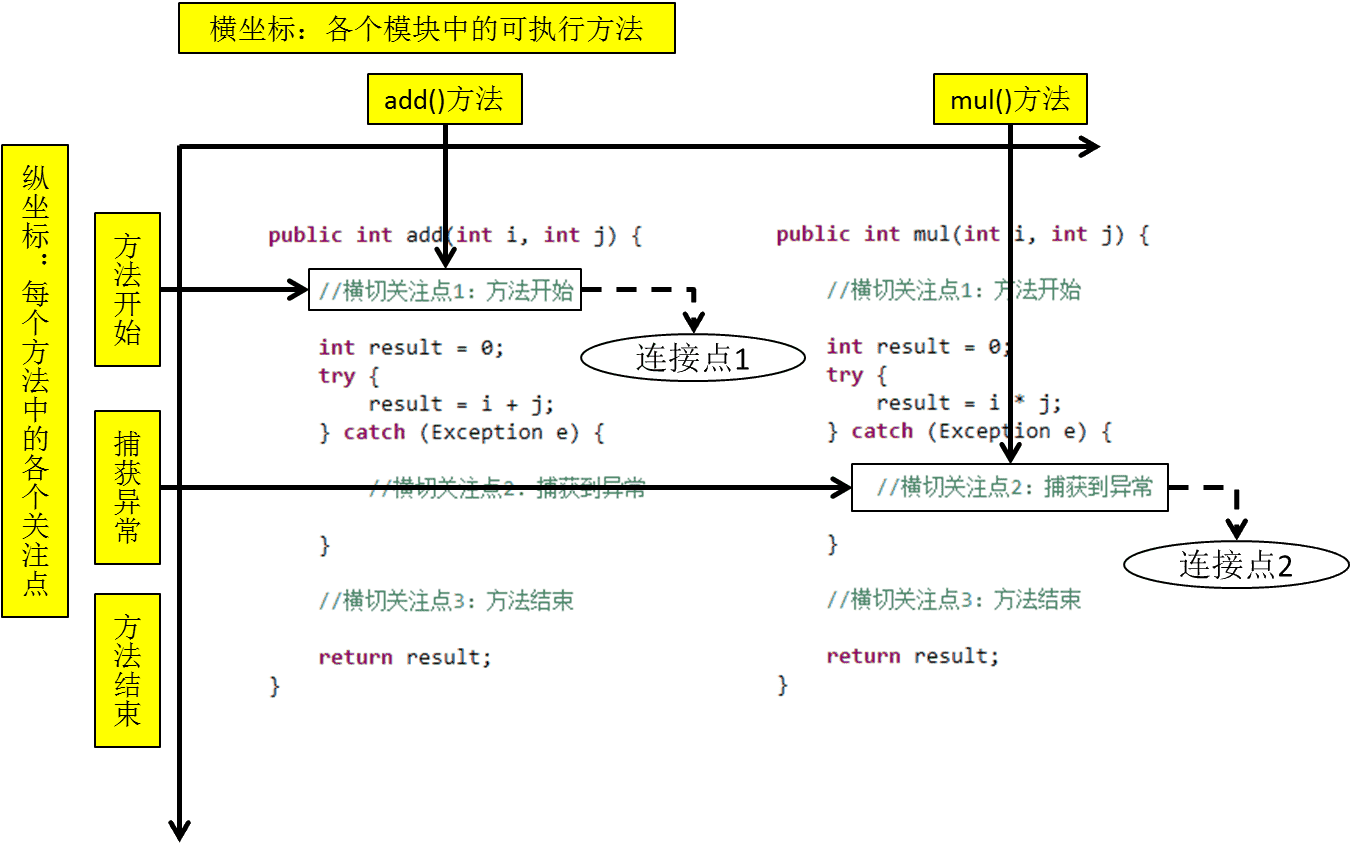 横坐标：各个模块中的可执行方法
add()方法
mul()方法
纵坐标：每个方法中的各个关注点
方法开始
捕获异常
方法结束
public int add(int i, int j) {
//横切关注点1：方法开始
int result = 0;
try {
result = i + j;
} catch (Exception e) {
//横切关注点2：捕获到异常
}
//横切关注点3：方法结束
return result;
}
连接点1
public int mul(int i, int j) {
//横切关注点1：方法开始
int result = 0;
try {
result = i * j;
} catch (Exception e) {
//横切关注点2：捕获到异常
}
//横切关注点3：方法结束
return result;
}
连接点2